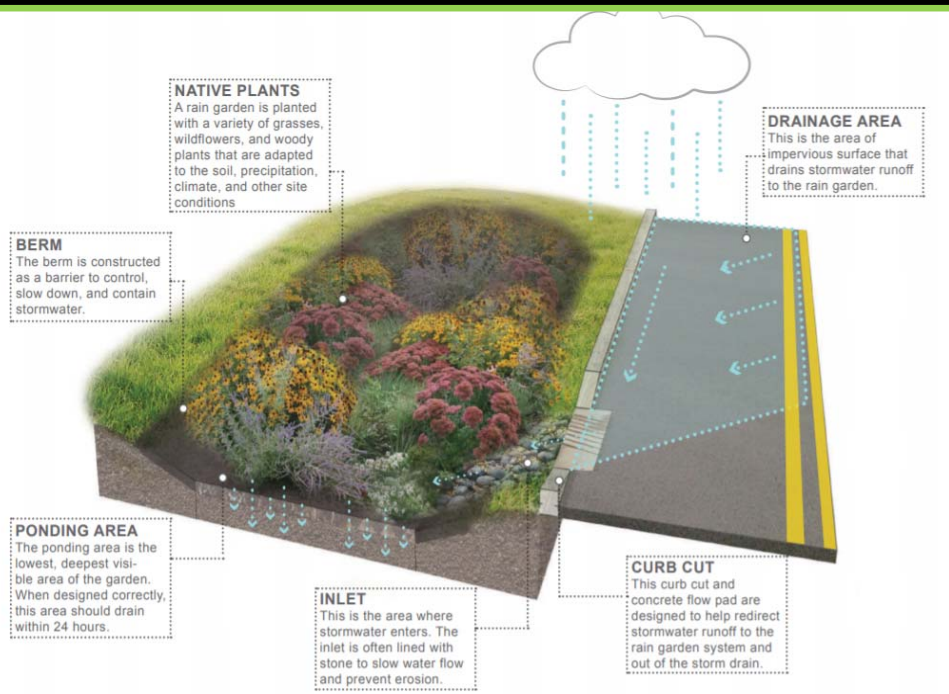 NATIVE PLANTS
A rain garden is planted
with a variety of grasses,
wildflowers, and woody
plants that are adapted
to the soil, precipitation,
climate, and other site
conditions
DRAINAGE AREA
This is the area of
impervious surface that
drains stormwater runoff
to the rain garden.
BERM
The berm is constructed
as a barrier to control,
slow down, and contain
stormwater.
PONDING AREA
The ponding area is the
lowest, deepest visi-
ble area of the garden.
When designed correctly,
this area should drain
within 24 hours.
INLET
This is the area where
stormwater enters. The
inlet is often lined with
stone to slow water flow
and prevent erosion.
CURB CUT
This curb cut and
concrete flow pad are
designed to help redirect
stormwater runoff to the
rain garden system and
out of the storm drain.